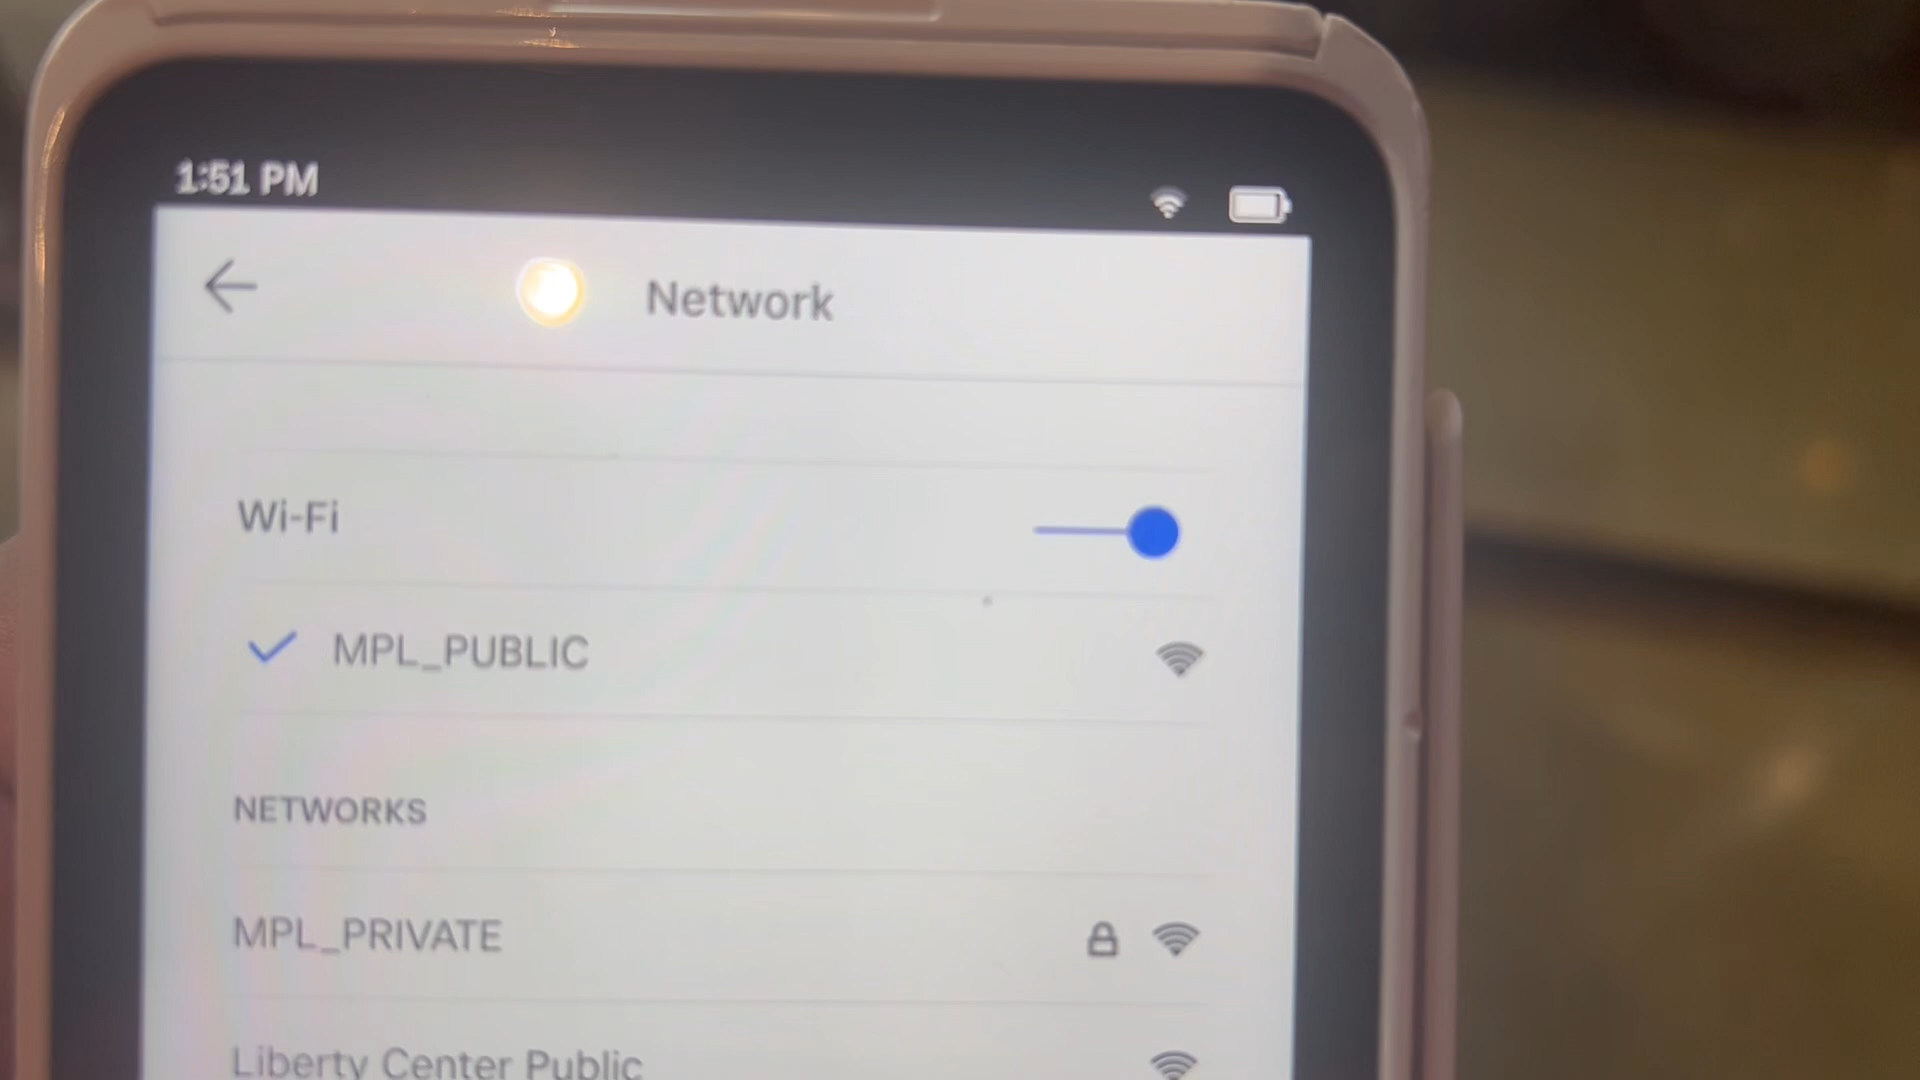 1:51 PM
Network
Wi-Fi
MPL_PUBLIC
NETWORKS
MPL_PRIVATE
Liberty Center Public